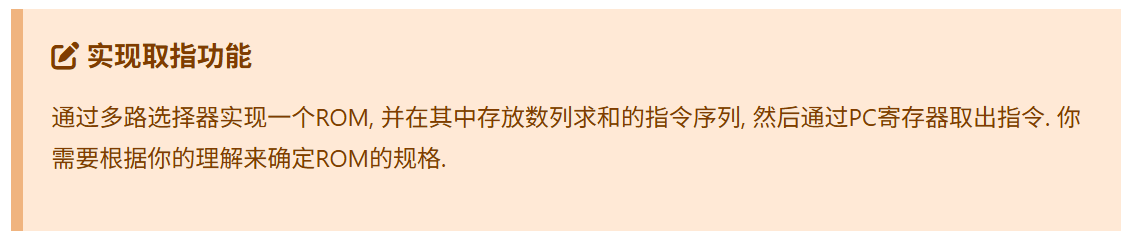 实现取指功能
通过多路选择器实现一个ROM, 并在其中存放数列求和的指令序列, 然后通过PC寄存器取出指令. 你
需要根据你的理解来确定ROM的规格.